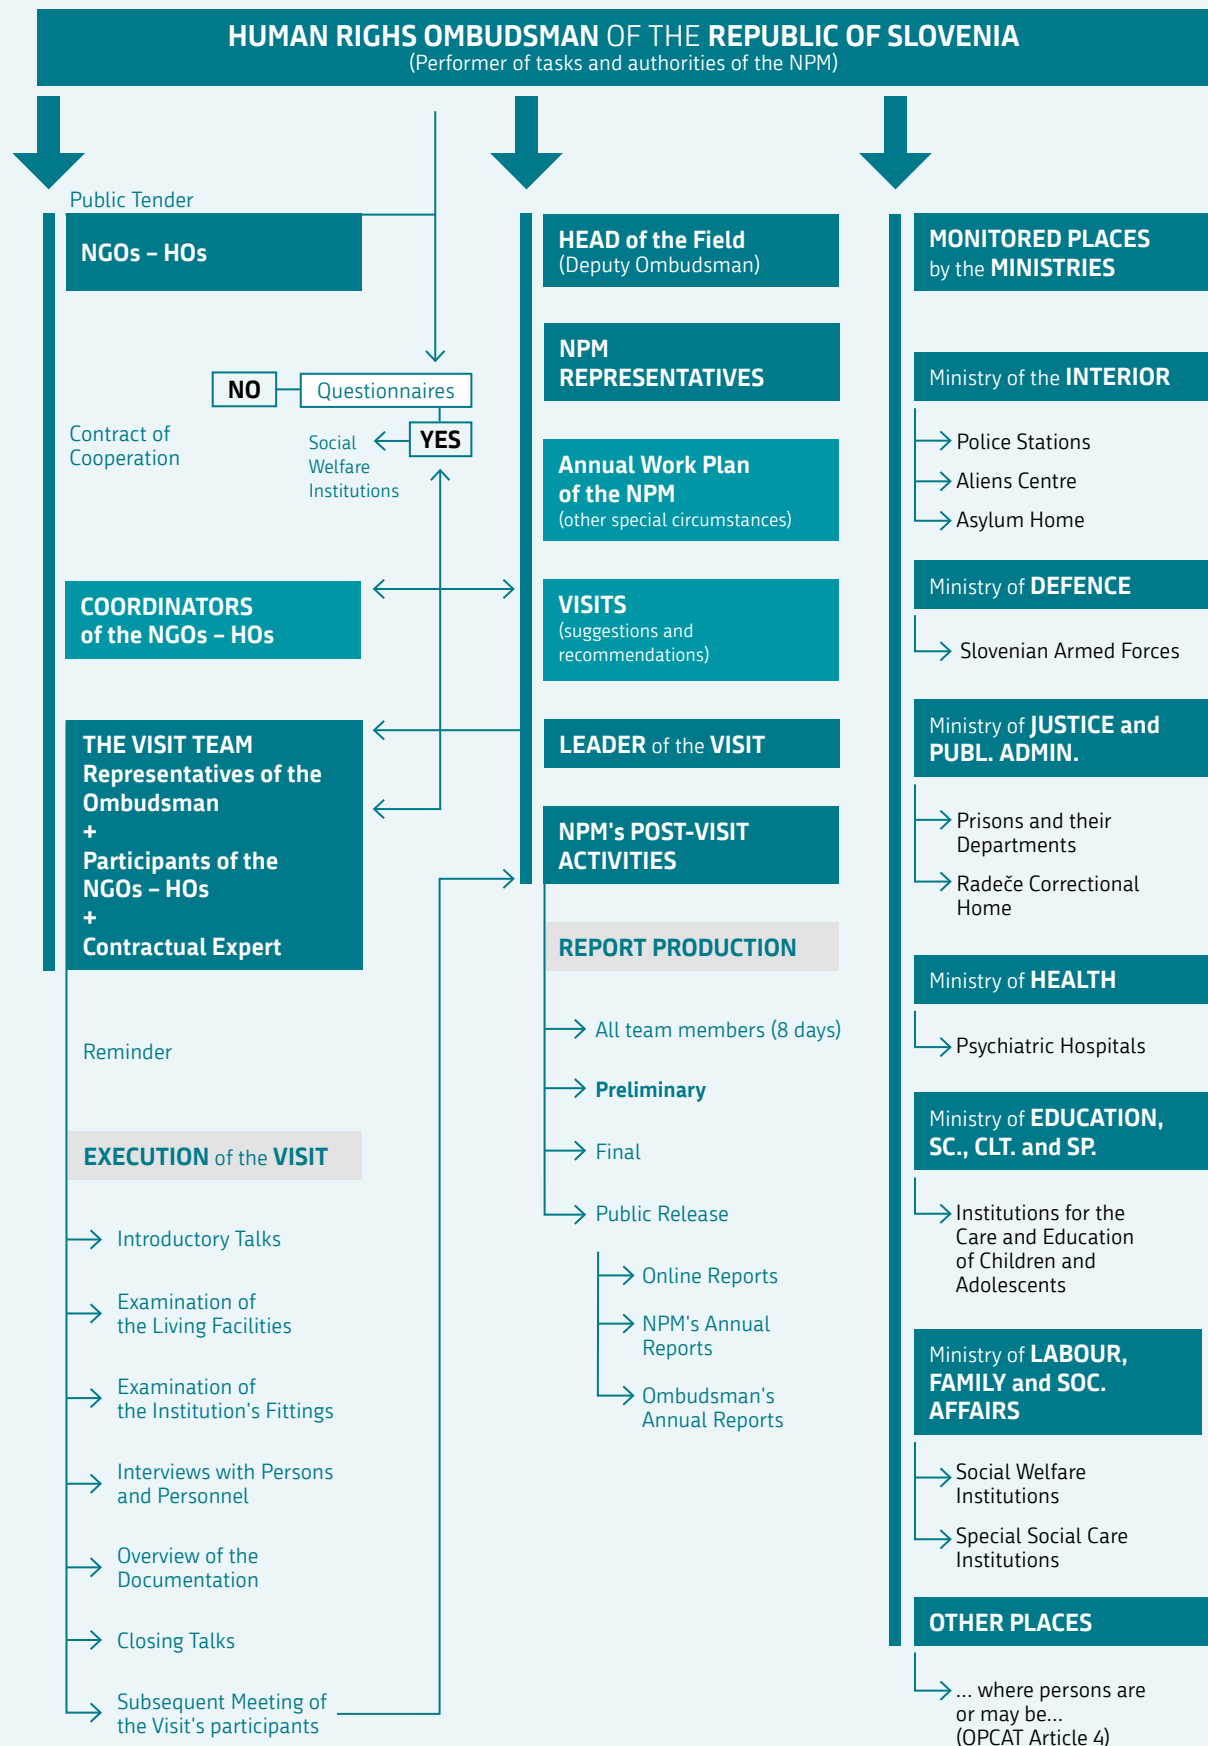 HUMAN RIGHS OMBUDSMAN OF THE REPUBLIC OF SLOVENIA
(Performer of tasks and authorities of the NPM)
Public Tender
NGOs – HOs
NO
Questionnaires
YES
Social
Welfare
Institutions
Contract of
Cooperation
COORDINATORS
of the NGOs – HOs
THE VISIT TEAM
Representatives of the
Ombudsman
+
Participants of the
NGOs – HOs
+
Contractual Expert
Reminder
EXECUTION of the VISIT
Introductory Talks
Examination of
the Living Facilities
Examination of
the Institution's Fittings
Interviews with Persons
and Personnel
Overview of the
Documentation
Closing Talks
Subsequent Meeting of
the Visit's participants
HEAD of the Field
(Deputy Ombudsman)
NPM
REPRESENTATIVES
Annual Work Plan
of the NPM
(other special circumstances)
VISITS
(suggestions and
recommendations)
LEADER of the VISIT
NPM's POST-VISIT
ACTIVITIES
REPORT PRODUCTION
All team members (8 days)
Preliminary
Final
Public Release
Online Reports
NPM's Annual
Reports
Ombudsman's
Annual Reports
MONITORED PLACES
by the MINISTRIES
Ministry of the INTERIOR
Police Stations
Aliens Centre
Asylum Home
Ministry of DEFENCE
Slovenian Armed Forces
Ministry of JUSTICE and
PUBL. ADMIN.
Prisons and their
Departments
Radeče Correctional
Home
Ministry of HEALTH
Psychiatric Hospitals
Ministry of EDUCATION,
SC., CLT. and SP.
Institutions for the
Care and Education
of Children and
Adolescents
Ministry of LABOUR,
FAMILY and SOC.
AFFAIRS
Social Welfare
Institutions
Special Social Care
Institutions
OTHER PLACES
... where persons are
or may be...
(OPCAT Article 4)